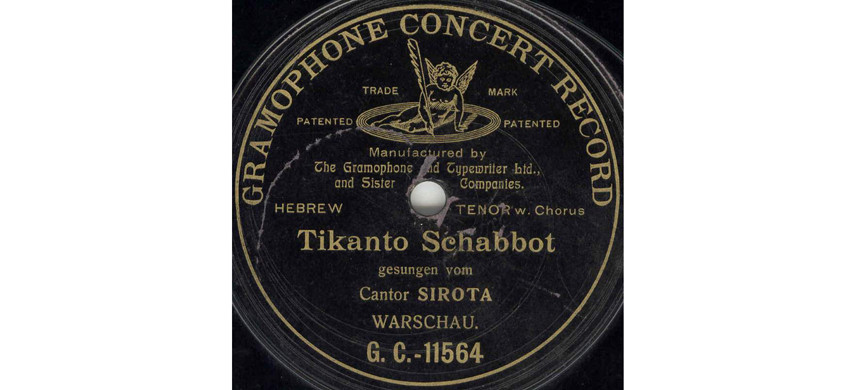 GRAMOPHONE CONCERT RECORD
TRADE MARK
PATENTED PATENTED
Manufactured by
The Gramophone and Typewriter Ltd.,
and Sister Companies.
HEBREW TENOR w. Chorus
Tikanto Schabbot
gesungen vom
Cantor SIROTA
WARSCHAU.
G. C.-11564